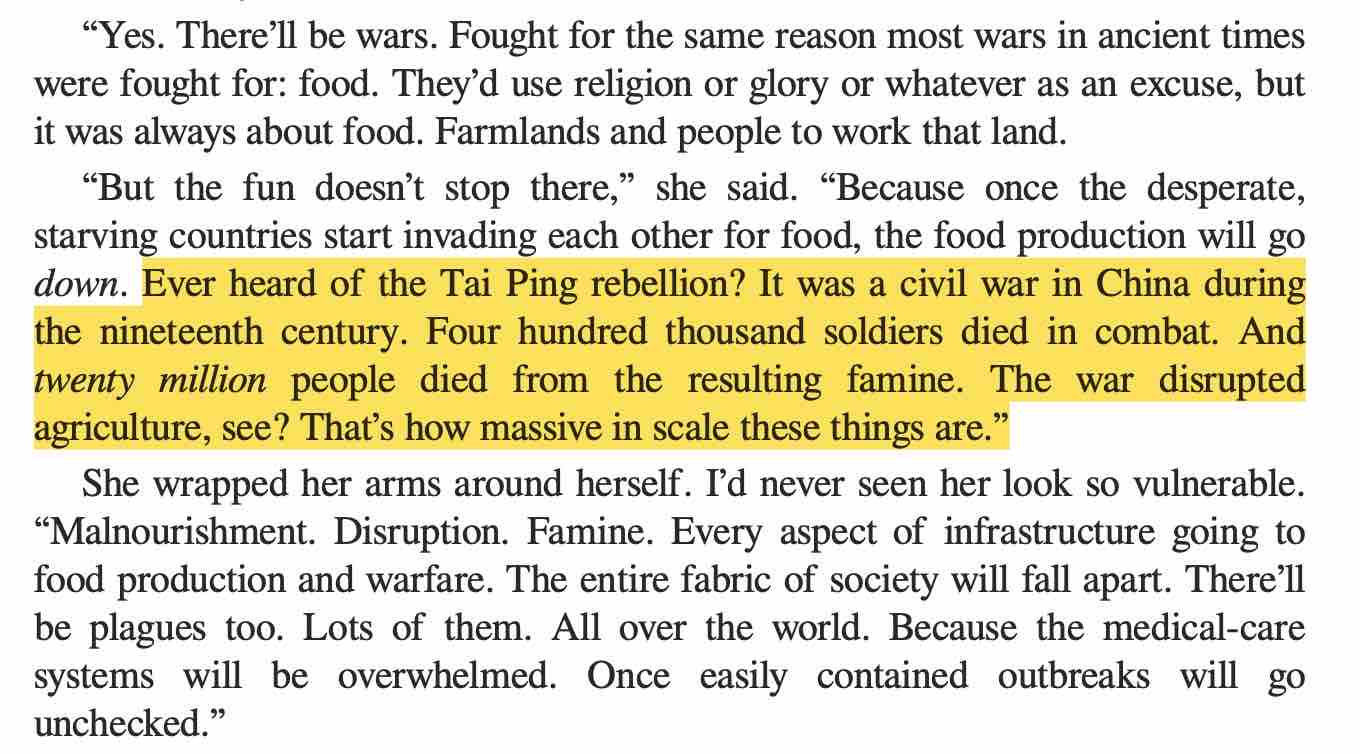 “Yes. There’ll be wars. Fought for the same reason most wars in ancient times
were fought for: food. They’d use religion or glory or whatever as an excuse, but
it was always about food. Farmlands and people to work that land.
“But the fun doesn’t stop there,” she said. “Because once the desperate,
starving countries start invading each other for food, the food production will go
down. Ever heard of the Tai Ping rebellion? It was a civil war in China during
the nineteenth century. Four hundred thousand soldiers died in combat. And
twenty million people died from the resulting famine. The war disrupted
agriculture, see? That’s how massive in scale these things are.”
She wrapped her arms around herself. I’d never seen her look so vulnerable.
“Malnourishment. Disruption. Famine. Every aspect of infrastructure going to
food production and warfare. The entire fabric of society will fall apart. There’ll
be plagues too. Lots of them. All over the world. Because the medical-care
systems will be overwhelmed. Once easily contained outbreaks will go
unchecked.”